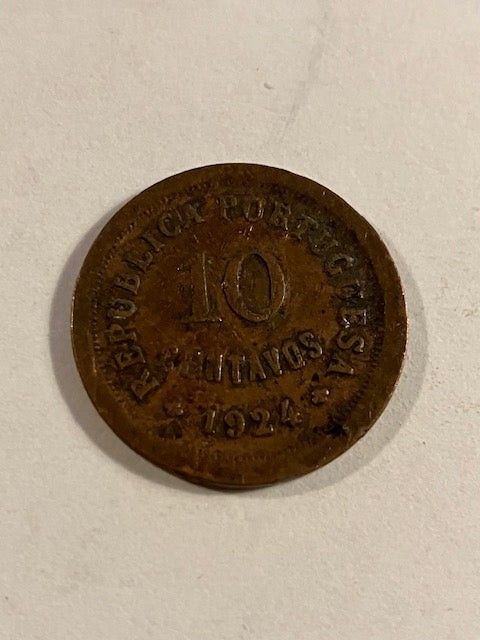 REPUBLICA PORTUGUESA
10
CENTAVOS
* 1924 *